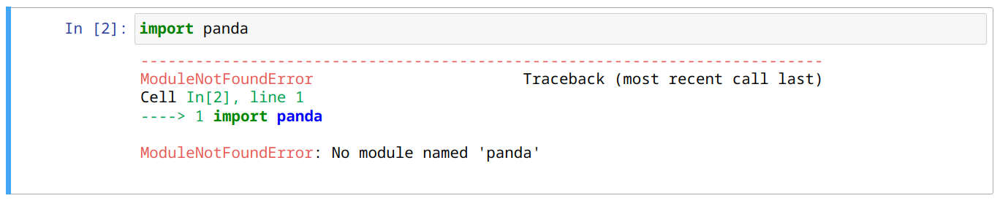 In [2]: import panda
---------------------------------------------------------------------------
ModuleNotFoundError                       Traceback (most recent call last)
Cell In[2], line 1
----> 1 import panda

ModuleNotFoundError: No module named 'panda'